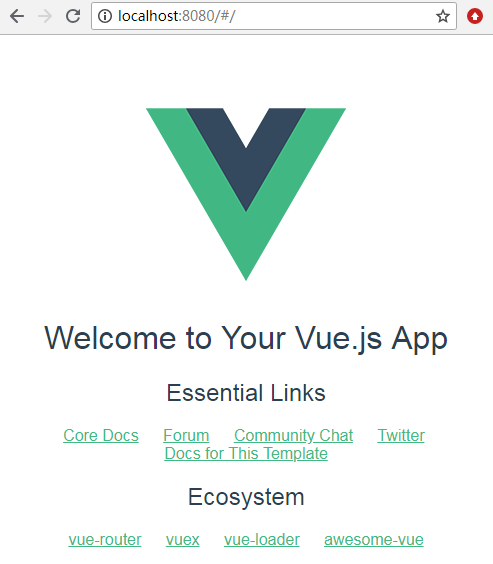 localhost:8080/#/
Welcome to Your Vue.js App
Essential Links
Core Docs Forum Community Chat Twitter
Docs for This Template
Ecosystem
vue-router vuex vue-loader awesome-vue